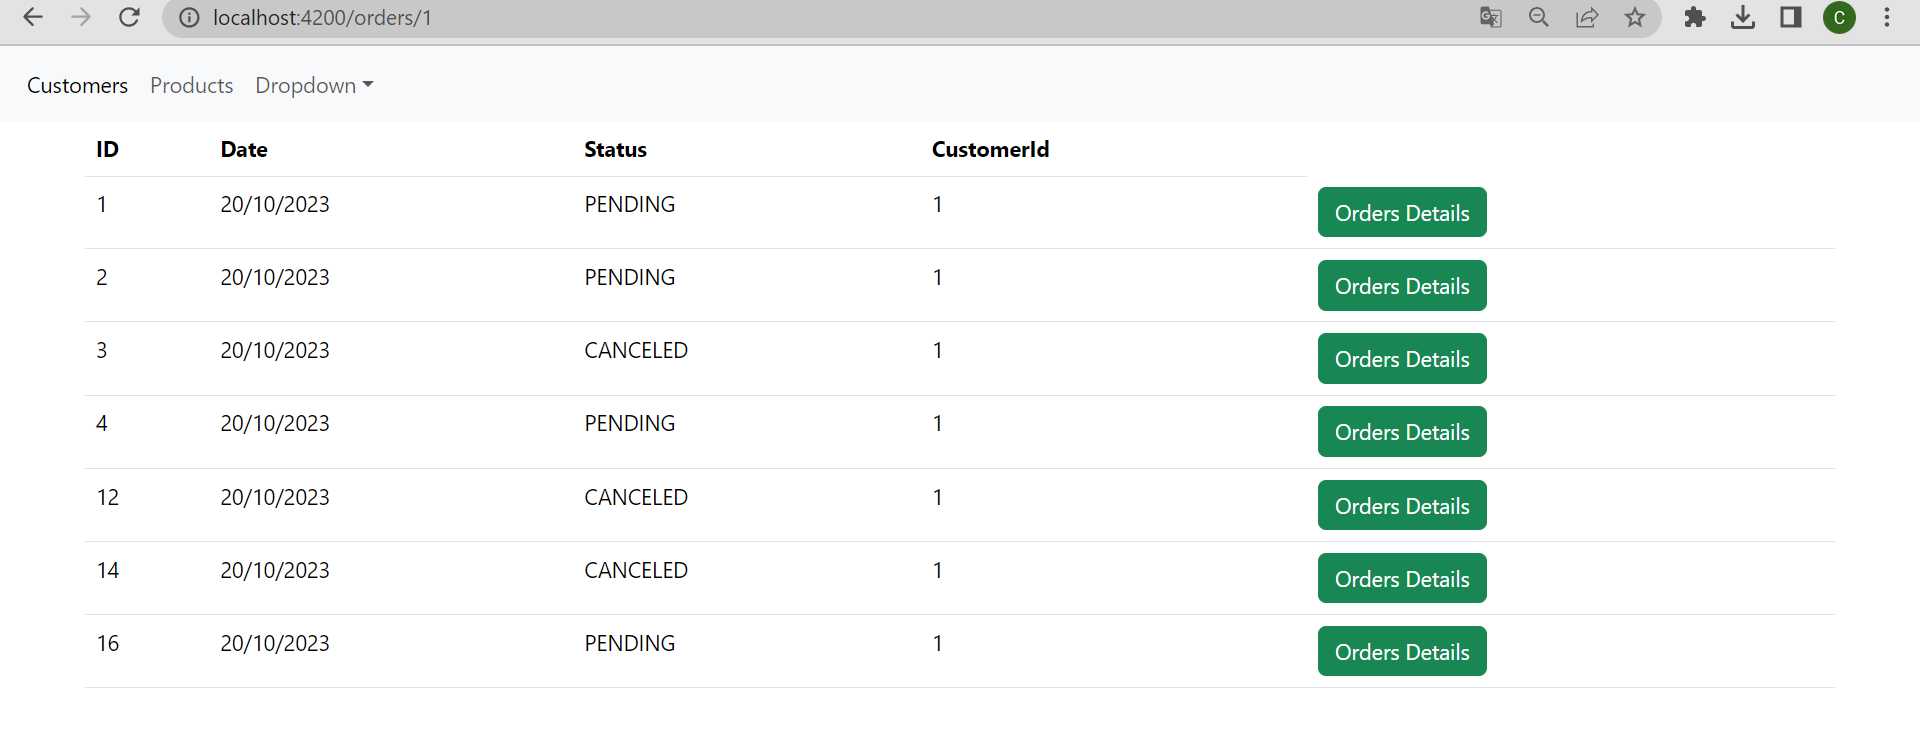 localhost:4200/orders/1
C
Customers Products Dropdown
ID Date Status CustomerId
1 20/10/2023 PENDING 1 Orders Details
2 20/10/2023 PENDING 1 Orders Details
3 20/10/2023 CANCELED 1 Orders Details
4 20/10/2023 PENDING 1 Orders Details
12 20/10/2023 CANCELED 1 Orders Details
14 20/10/2023 CANCELED 1 Orders Details
16 20/10/2023 PENDING 1 Orders Details